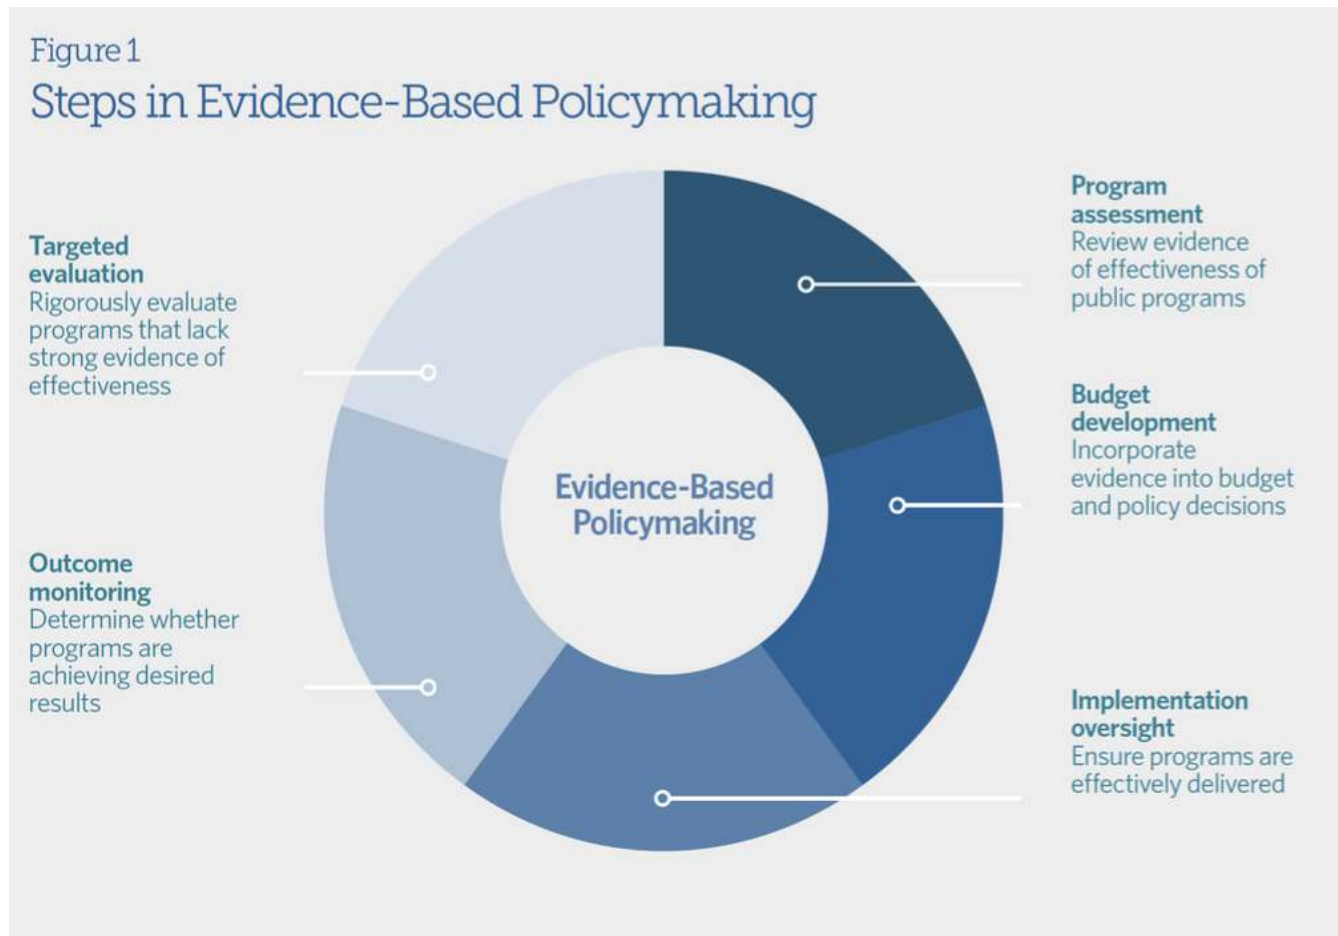 Figure 1
Steps in Evidence-Based Policymaking
Program
assessment
Review evidence
of effectiveness of
public programs
Budget
development
Incorporate
evidence into budget
and policy decisions
Implementation
oversight
Ensure programs are
effectively delivered
Outcome
monitoring
Determine whether
programs are
achieving desired
results
Targeted
evaluation
Rigorously evaluate
programs that lack
strong evidence of
effectiveness
Evidence-Based
Policymaking